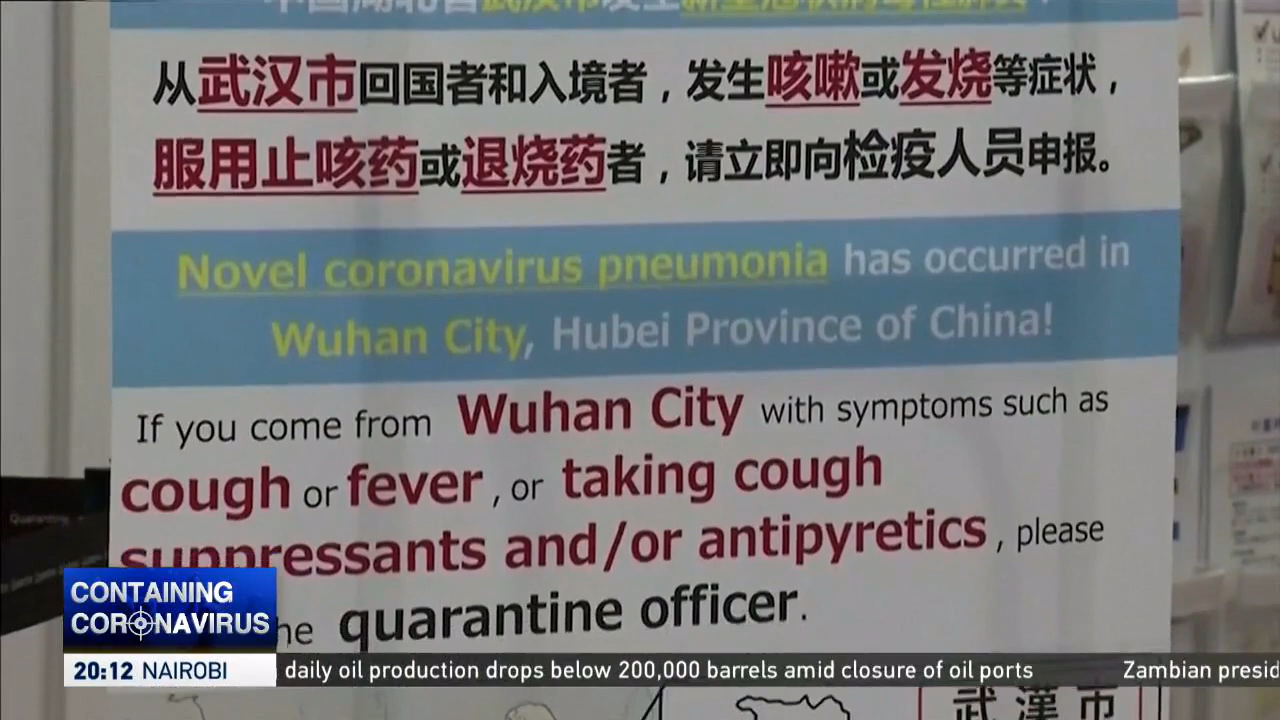 从武汉市回国者和入境者，发生咳嗽或发烧等症状，
服用止咳药或退烧药者，请立即向检疫人员申报。
Novel coronavirus pneumonia has occurred in
Wuhan City, Hubei Province of China!
If you come from Wuhan City with symptoms such as
cough or fever, or taking cough
suppressants and/or antipyretics, please
he quarantine officer.
CONTAINING
CORONAVIRUS
20:12 NAIROBI daily oil production drops below 200,000 barrels amid closure of oil ports Zambian presid
武漢市